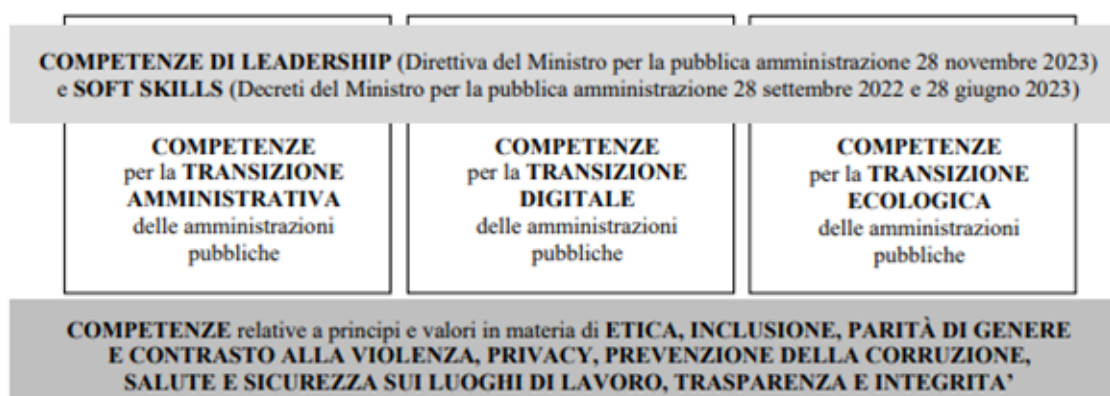 COMPETENZE DI LEADERSHIP (Direttiva del Ministro per la pubblica amministrazione 28 novembre 2023)
e SOFT SKILLS (Decreti del Ministro per la pubblica amministrazione 28 settembre 2022 e 28 giugno 2023)
COMPETENZE
per la TRANSIZIONE
AMMINISTRATIVA
delle amministrazioni
pubbliche
COMPETENZE
per la TRANSIZIONE
DIGITALE
delle amministrazioni
pubbliche
COMPETENZE
per la TRANSIZIONE
ECOLOGICA
delle amministrazioni
pubbliche
COMPETENZE relative a principi e valori in materia di ETICA, INCLUSIONE, PARITÀ DI GENERE
E CONTRASTO ALLA VIOLENZA, PRIVACY, PREVENZIONE DELLA CORRUZIONE,
SALUTE E SICUREZZA SUI LUOGHI DI LAVORO, TRASPARENZA E INTEGRITA'